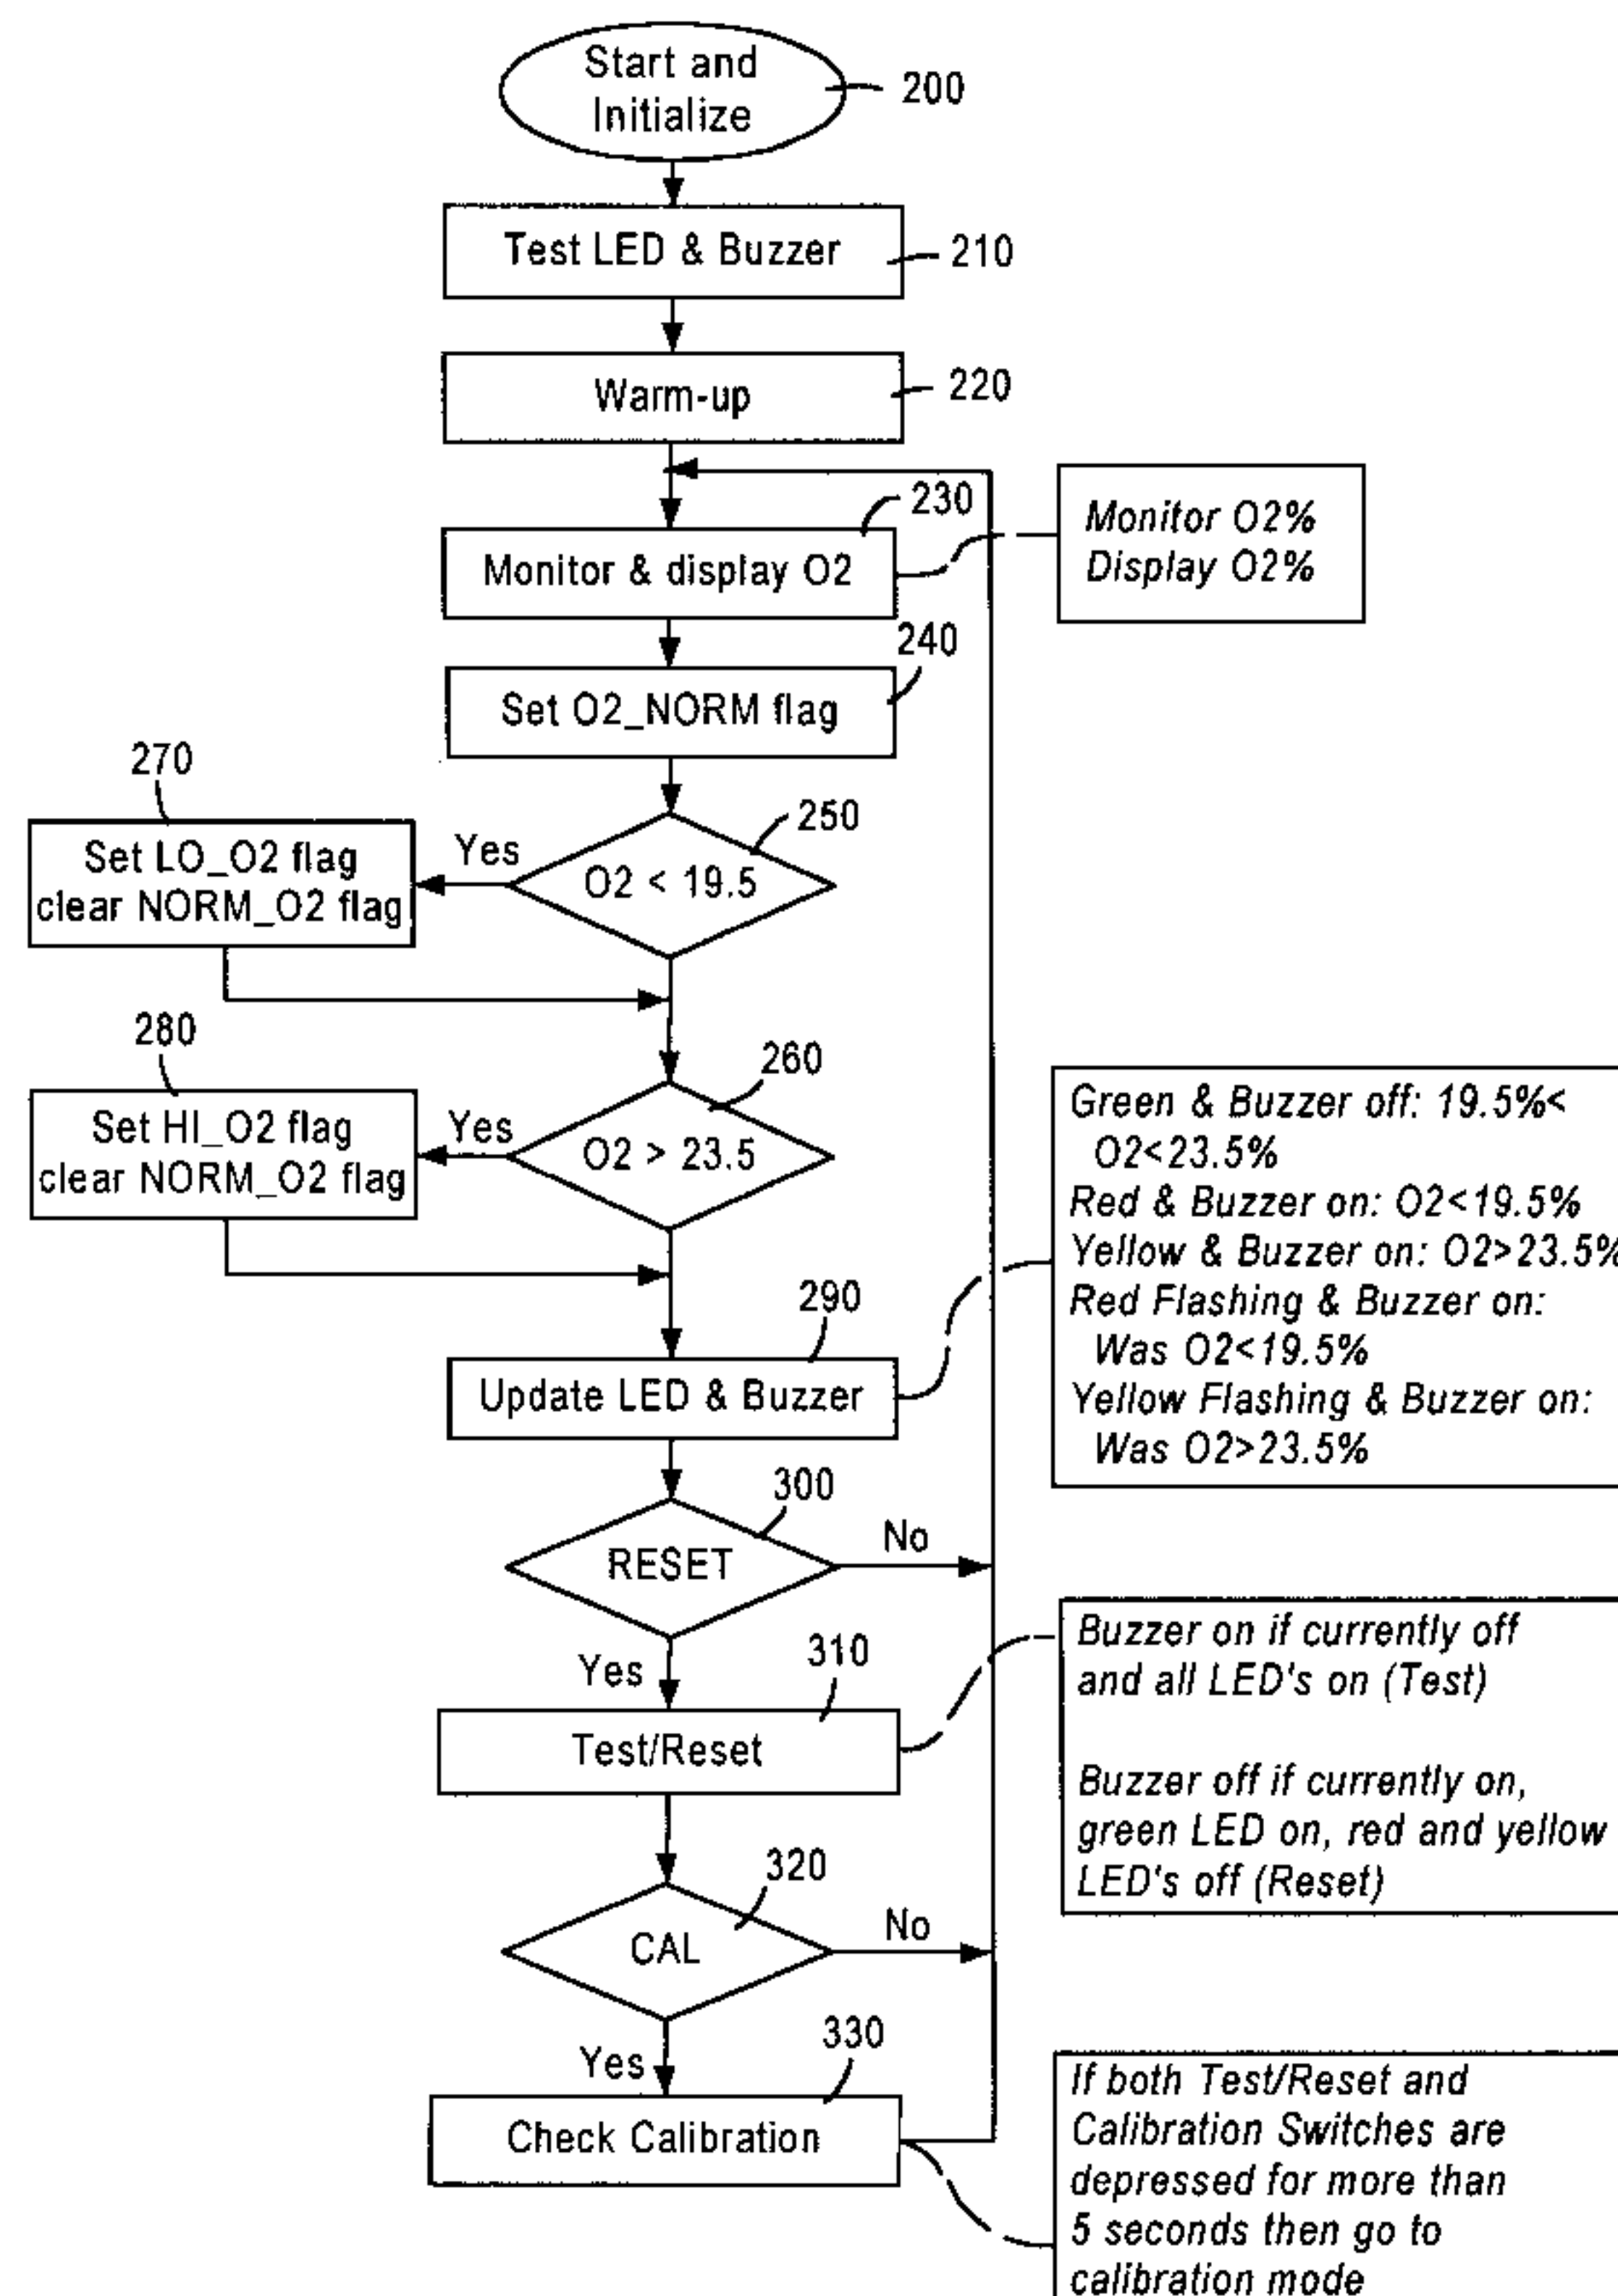 Start and
Initialize
200
Test LED & Buzzer
210
Warm-up
220
230
Monitor & display O2
Monitor O2%
Display O2%
240
Set O2_NORM flag
270
250
Set LO_O2 flag
clear NORM_O2 flag
Yes
O2 < 19.5
280
260
Set HI_O2 flag
clear NORM_O2 flag
Yes
O2 > 23.5
Green & Buzzer off: 19.5%<
O2<23.5%
Red & Buzzer on: O2<19.5%
Yellow & Buzzer on: O2>23.5%
Red Flashing & Buzzer on:
Was O2<19.5%
Yellow Flashing & Buzzer on:
Was O2>23.5%
290
Update LED & Buzzer
300
RESET
No
Yes
310
Test/Reset
Buzzer on if currently off
and all LED's on (Test)
Buzzer off if currently on,
green LED on, red and yellow
LED's off (Reset)
320
CAL
No
Yes
330
Check Calibration
If both Test/Reset and
Calibration Switches are
depressed for more than
5 seconds then go to
calibration mode